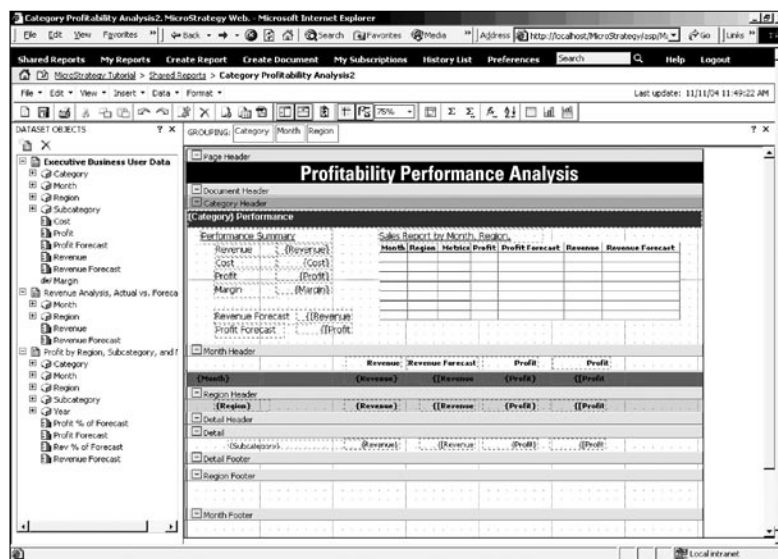 Category Profitability Analysis2. MicroStrategy Web. - Microsoft Internet Explorer
File Edit View Favorites » Back Search Favorites Media » Address http://localhost/MicroStrategy/asp/M Go Links »
Shared Reports My Reports Create Report Create Document My Subscriptions History List Preferences Search Help Logout
MicroStrategy Tutorial > Shared Reports > Category Profitability Analysis2
File Edit View Insert Data Format Last update: 11/11/04 11:49:22 AM
75%
DATASET OBJECTS ? X
GROUPING: Category Month Region ? X
Executive Business User Data
Category
Month
Region
Subcategory
Cost
Profit
Profit Forecast
Revenue
Revenue Forecast
Margin
Revenue Analysis, Actual vs. Foreca
Month
Region
Revenue
Revenue Forecast
Profit by Region, Subcategory, and M
Category
Month
Region
Subcategory
Year
Profit % of Forecast
Profit Forecast
Rev % of Forecast
Revenue Forecast
Page Header
Profitability Performance Analysis
Document Header
Category Header
{Category} Performance
Performance Summary
Revenue {Revenue}
Cost {Cost}
Profit {Profit}
Margin {Margin}
Revenue Forecast {[Revenue
Profit Forecast {[Profit
Sales Report by Month, Region,
Month Region Metrics Profit Profit Forecast Revenue Revenue Forecast
Month Header
Revenue Revenue Forecast Profit Profit
{Month} {Revenue} {[Revenue {Profit} {[Profit
Region Header
{Region} {Revenue} {[Revenue {Profit} {[Profit
Detail Header
Detail
{Subcategory} {Revenue} {[Revenue {Profit} {[Profit
Detail Footer
Region Footer
Month Footer
Local intranet